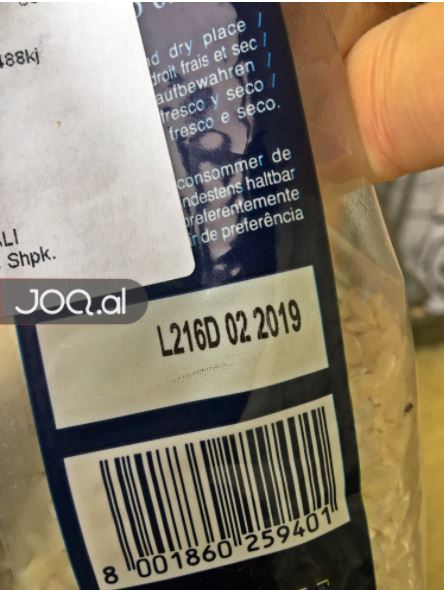 488kj
d dry place /
droit frais et sec /
aufbewahren /
fresco y seco /
fresco e seco.
consommer de
ndestens haltbar
preferentemente
de preferência
LI
Shpk.
JOQ.al
L216D 02 2019
8 001860 259401